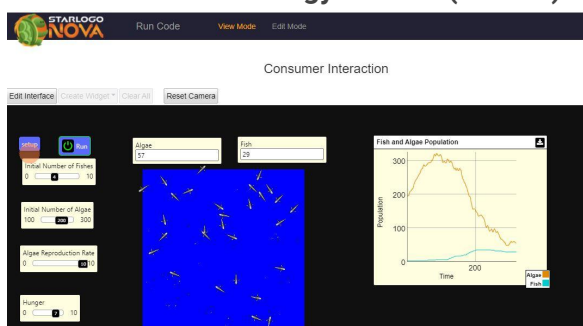 STARLOGO
NOVA
Run Code
View Mode
Edit Mode
Consumer Interaction
Edit Interface
Create Widget
Clear All
Reset Camera
setup
Run
Initial Number of Fishes
0 4 10
Initial Number of Algae
100 200 300
Algae Reproduction Rate
0 10 10
Hunger
0 7 10
Algae
57
Fish
29
Fish and Algae Population
300
200
100
0
Population
200
Time
Algae
Fish